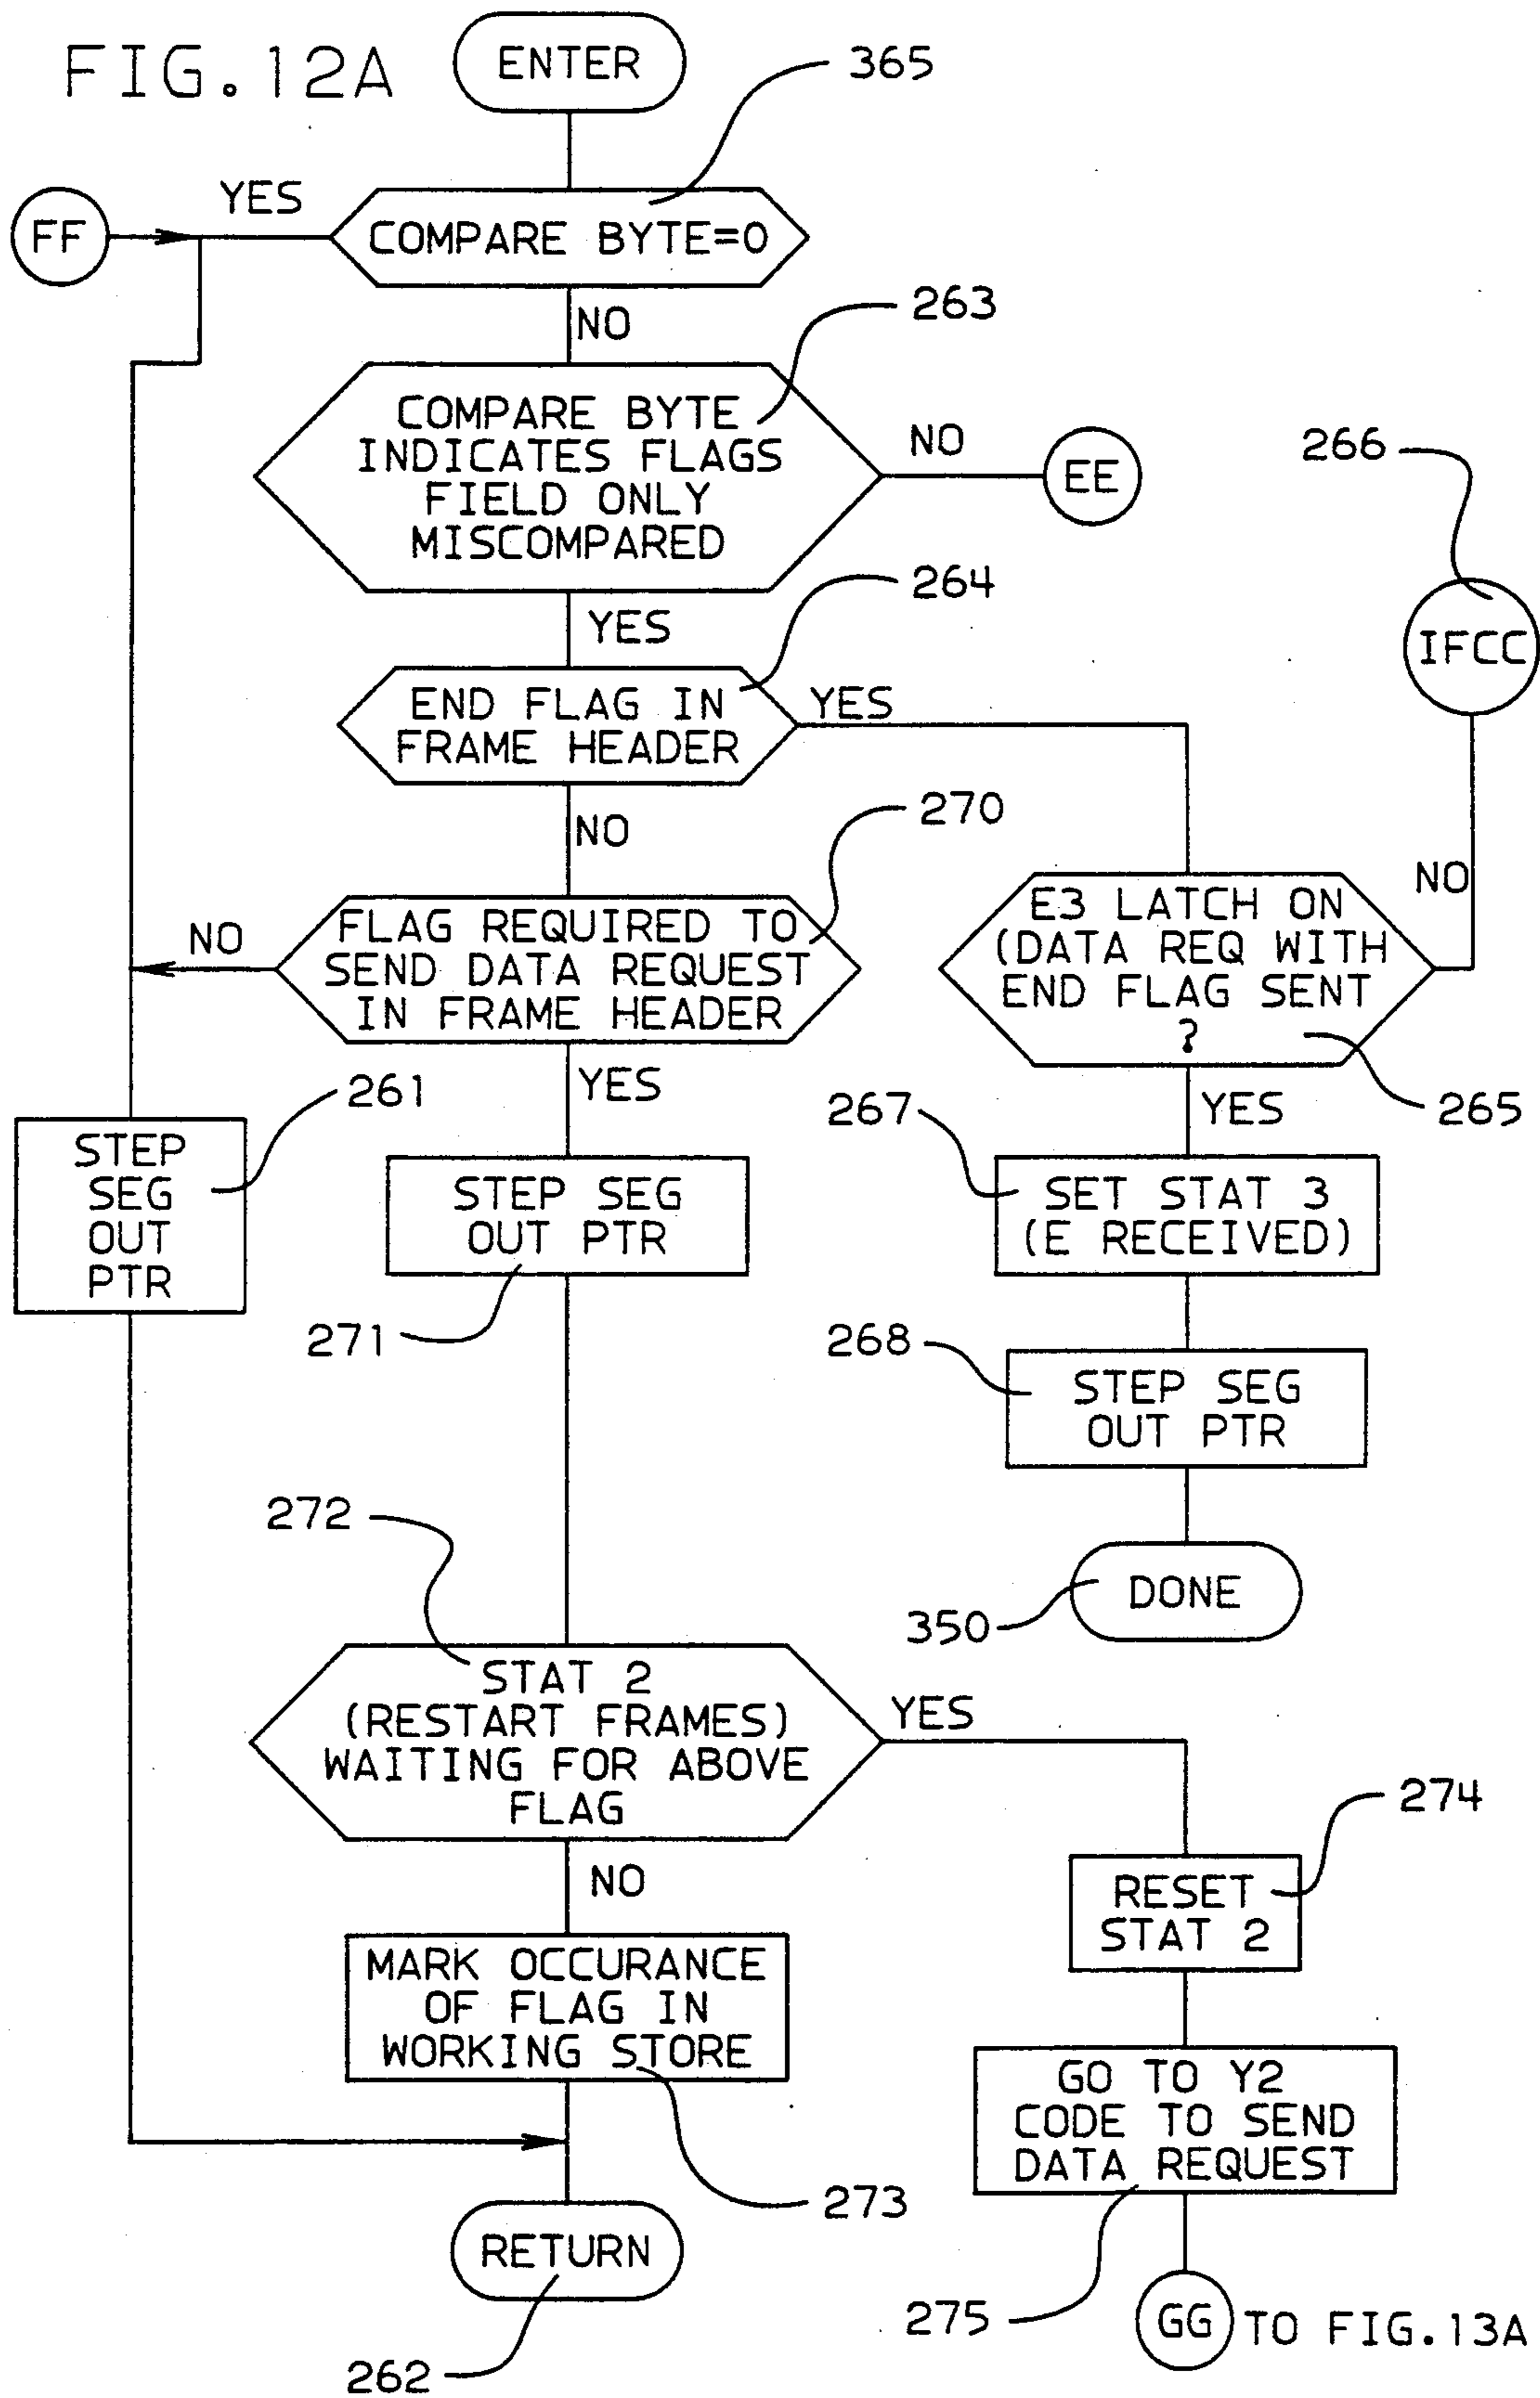 FIG.12A
ENTER
365
FF
YES
COMPARE BYTE=0
NO
263
COMPARE BYTE
INDICATES FLAGS
FIELD ONLY
MISCOMPARED
NO
EE
266
IFCC
YES
264
END FLAG IN
FRAME HEADER
YES
NO
270
NO
FLAG REQUIRED TO
SEND DATA REQUEST
IN FRAME HEADER
E3 LATCH ON
(DATA REQ WITH
END FLAG SENT
?
NO
265
YES
YES
261
STEP
SEG
OUT
PTR
STEP SEG
OUT PTR
271
267
SET STAT 3
(E RECEIVED)
268
STEP SEG
OUT PTR
350
DONE
272
STAT 2
(RESTART FRAMES)
WAITING FOR ABOVE
FLAG
YES
274
NO
RESET
STAT 2
MARK OCCURANCE
OF FLAG IN
WORKING STORE
273
GO TO Y2
CODE TO SEND
DATA REQUEST
275
RETURN
262
GG
TO FIG.13A